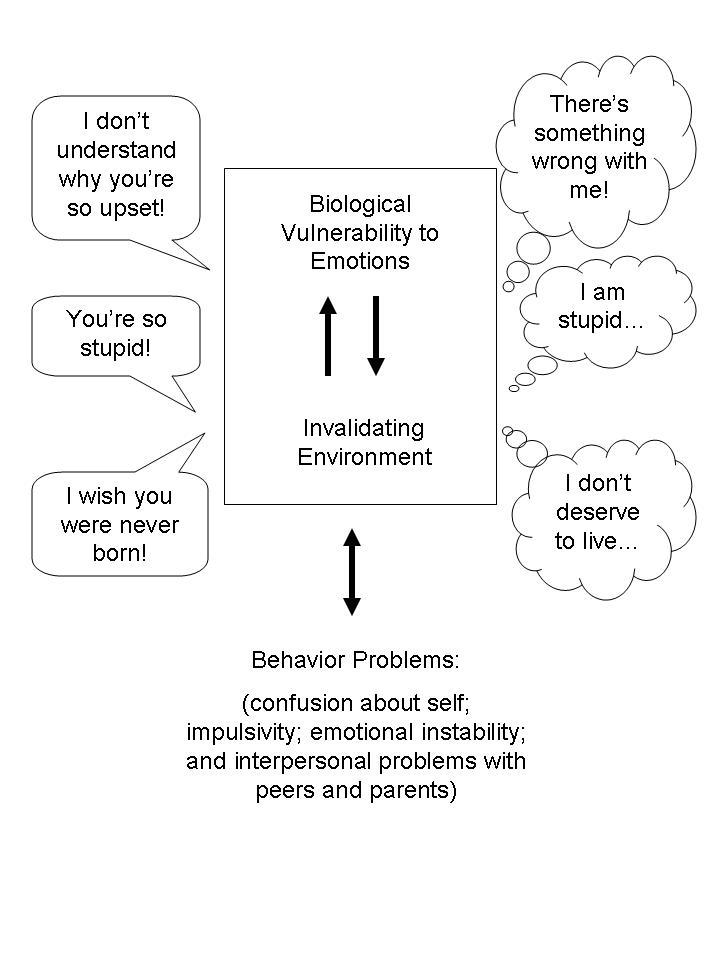 I don't
understand
why you're
so upset!
You're so
stupid!
I wish you
were never
born!
Biological
Vulnerability to
Emotions
Invalidating
Environment
There's
something
wrong with
me!
I am
stupid…
I don't
deserve
to live…
Behavior Problems:
(confusion about self;
impulsivity; emotional instability;
and interpersonal problems with
peers and parents)